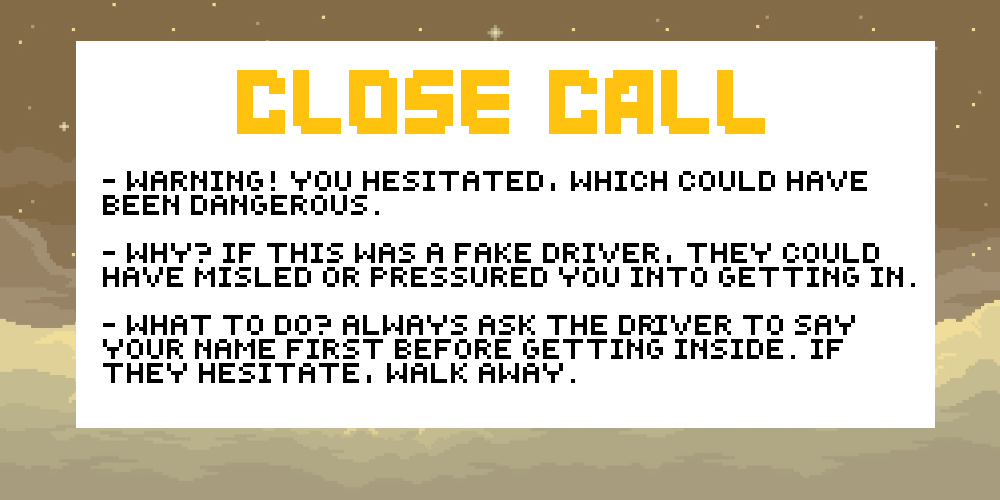 CLOSE CALL
- WARNING! YOU HESITATED, WHICH COULD HAVE
BEEN DANGEROUS.
- WHY? IF THIS WAS A FAKE DRIVER, THEY COULD
HAVE MISLED OR PRESSURED YOU INTO GETTING IN.
- WHAT TO DO? ALWAYS ASK THE DRIVER TO SAY
YOUR NAME FIRST BEFORE GETTING INSIDE. IF
THEY HESITATE, WALK AWAY.